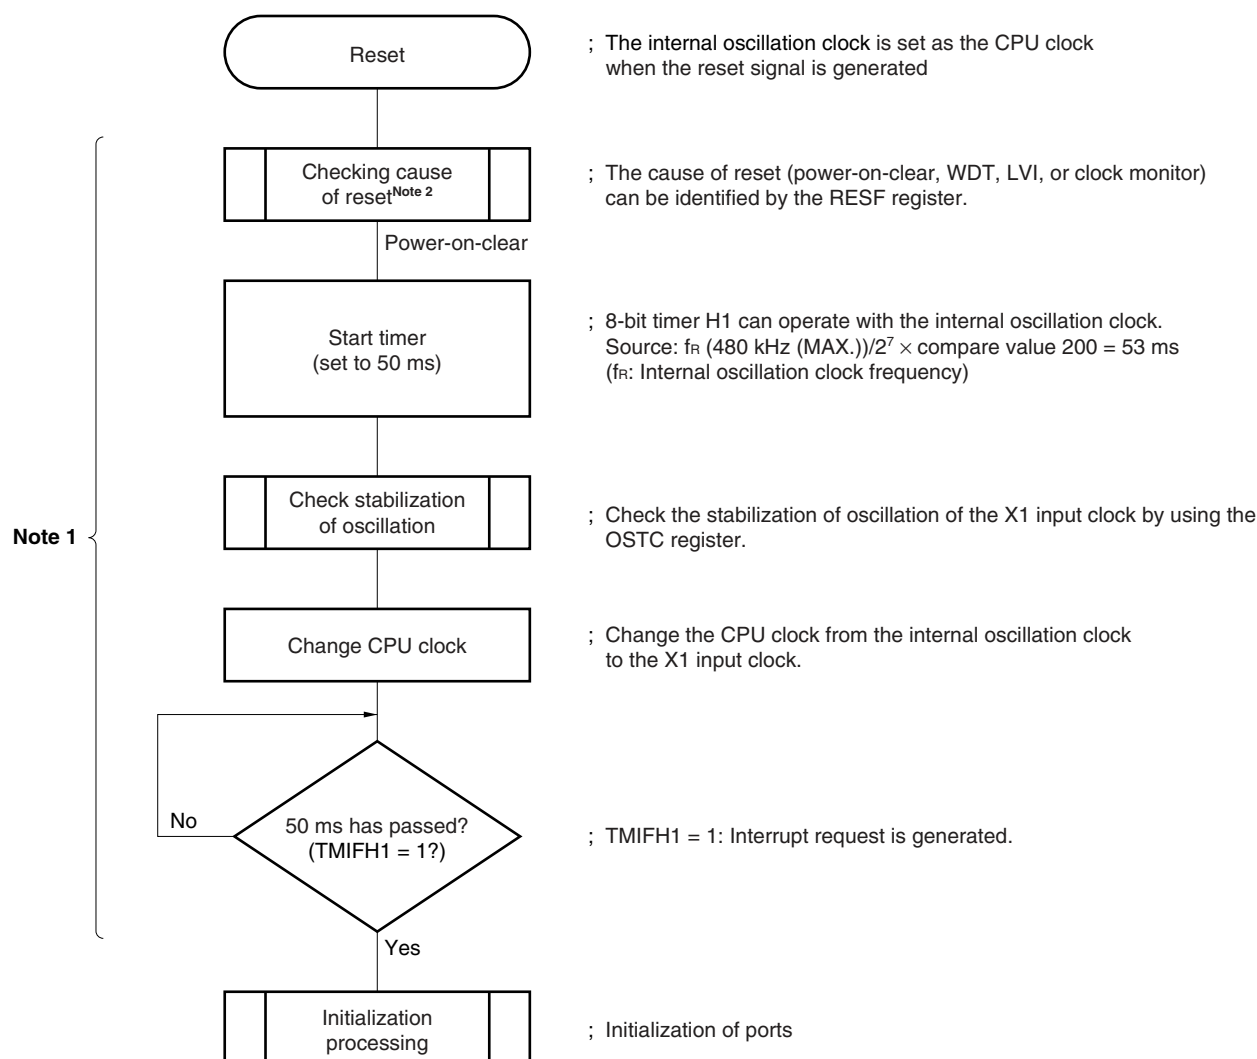 Reset
; The internal oscillation clock is set as the CPU clock
when the reset signal is generated
Checking cause
of reset^Note 2
; The cause of reset (power-on-clear, WDT, LVI, or clock monitor)
can be identified by the RESF register.
Power-on-clear
Start timer
(set to 50 ms)
; 8-bit timer H1 can operate with the internal oscillation clock.
Source: fR (480 kHz (MAX.))/2⁷ × compare value 200 = 53 ms
(fR: Internal oscillation clock frequency)
Note 1
Check stabilization
of oscillation
; Check the stabilization of oscillation of the X1 input clock by using the
OSTC register.
Change CPU clock
; Change the CPU clock from the internal oscillation clock
to the X1 input clock.
No
50 ms has passed?
(TMIFH1 = 1?)
; TMIFH1 = 1: Interrupt request is generated.
Yes
Initialization
processing
; Initialization of ports